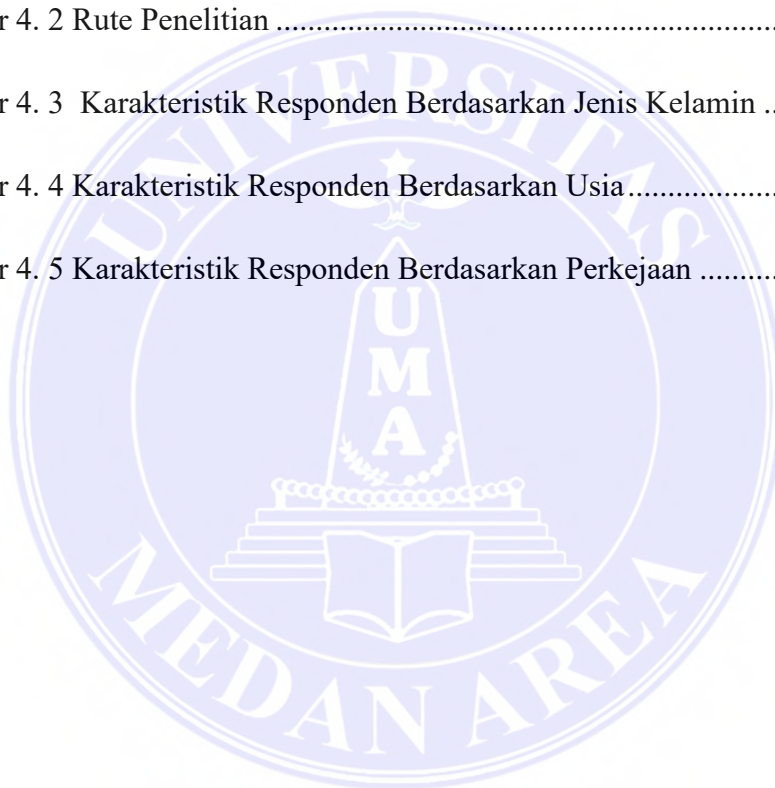 r 4. 2 Rute Penelitian ........................................................
r 4. 3 Karakteristik Responden Berdasarkan Jenis Kelamin ..
r 4. 4 Karakteristik Responden Berdasarkan Usia...................
r 4. 5 Karakteristik Responden Berdasarkan Perkejaan ..........
UNIVERSITAS
UMA
MEDAN AREA